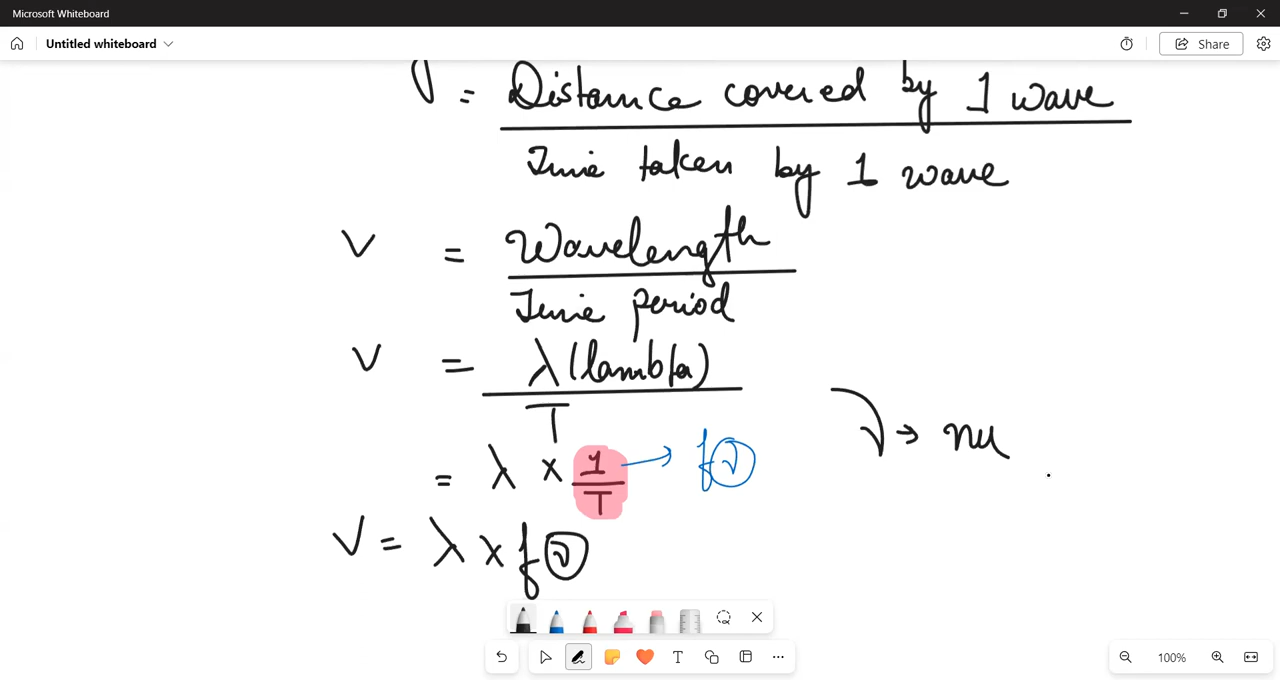 Microsoft Whiteboard
Untitled whiteboard
Share
= Distance covered by 1 wave
Time taken by 1 wave
V = Wavelength
Time period
V = λ (lambda)
T
= λ × 1/T → f ν
ν → nu
V = λ × f ν
100%